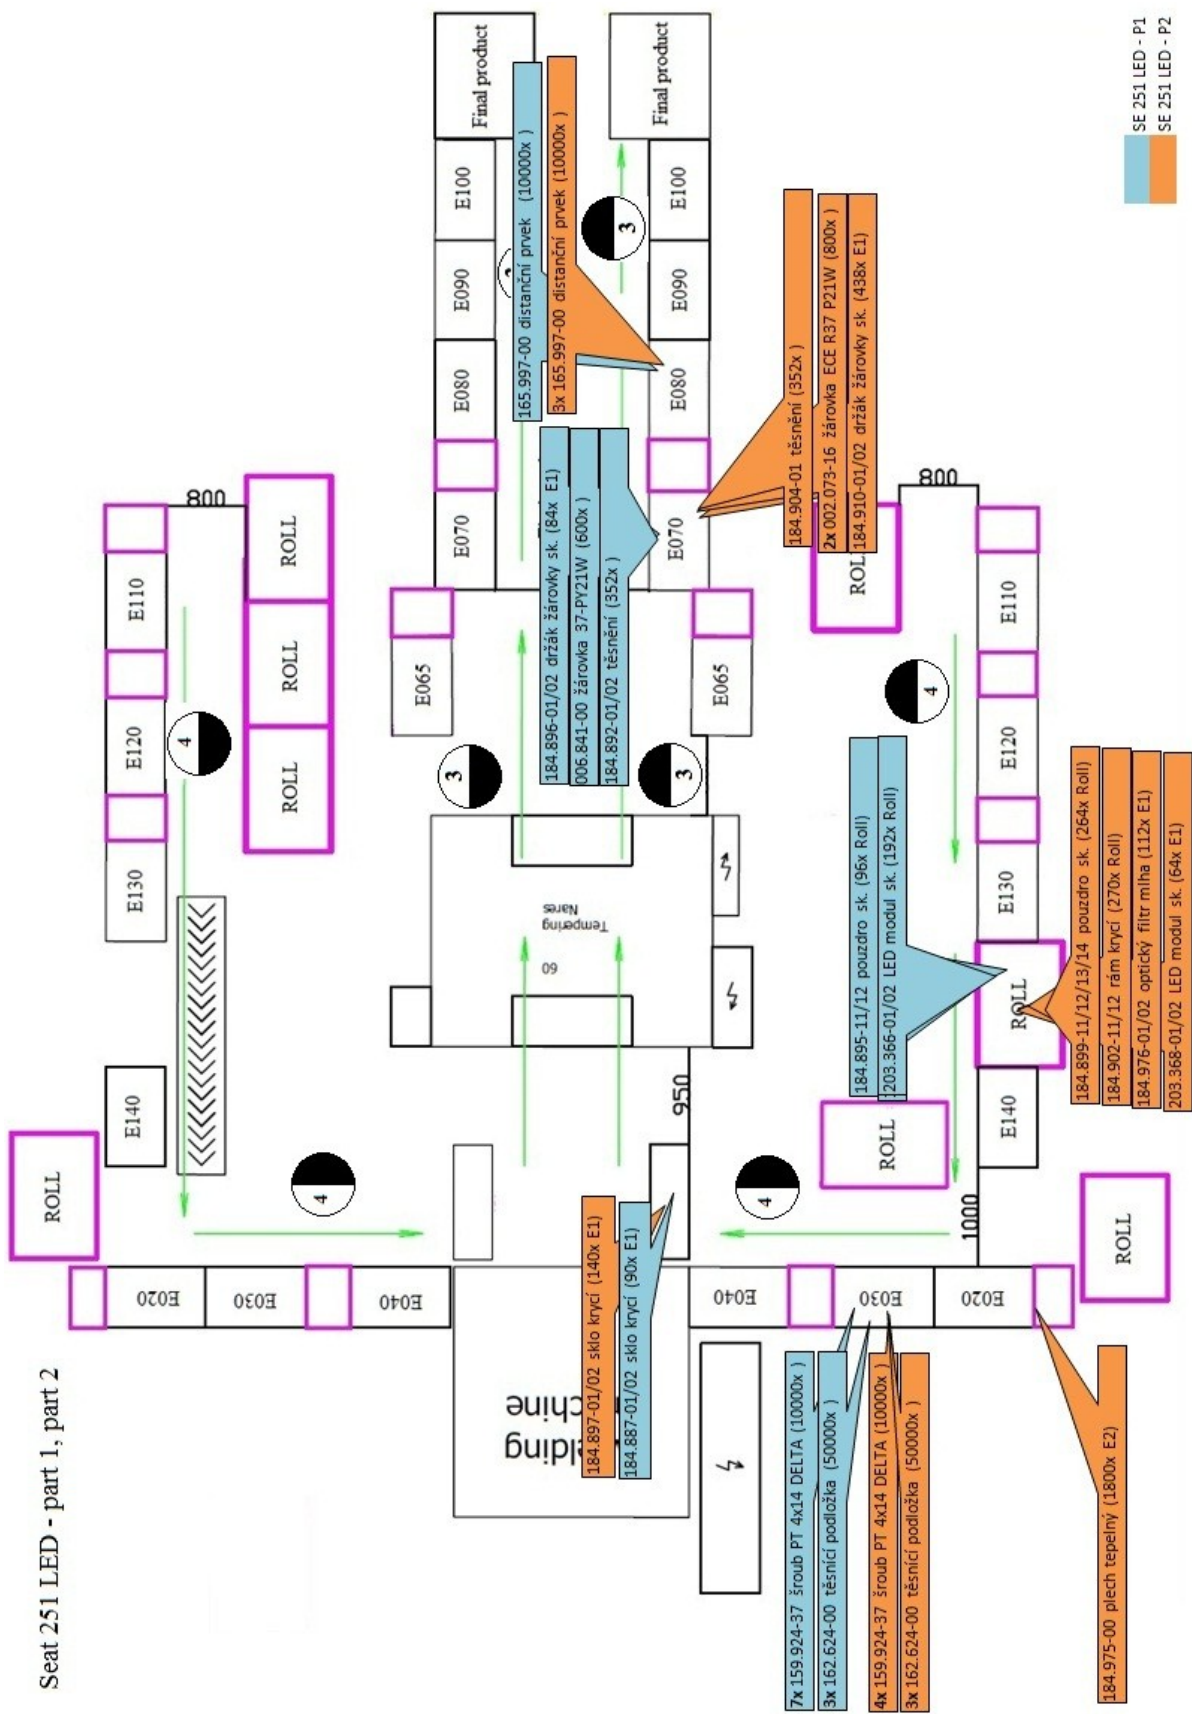 Seat 251 LED - part 1, part 2
SE 251 LED - P1
SE 251 LED - P2
ROLL
E140
E130
E120
E110
4
800
ROLL
ROLL
ROLL
E020
E030
E040
4
Final product
E100
E090
E080
E070
E065
3
165.997-00 distanční prvek (10000x )
3x 165.997-00 distanční prvek (10000x )
Final product
E100
E090
E080
E070
E065
3
3
184.896-01/02 držák žárovky sk. (84x E1)
006.841-00 žárovka 37-PY21W (600x )
184.892-01/02 těsnění (352x )
184.904-01 těsnění (352x )
2x 002.073-16 žárovka ECE R37 P21W (800x )
184.910-01/02 držák žárovky sk. (438x E1)
Tempering
Nares
60
950
184.897-01/02 sklo krycí (140x E1)
184.887-01/02 sklo krycí (90x E1)
elding
chine
ROLL
800
4
E110
E120
E130
ROLL
E140
ROLL
184.895-11/12 pouzdro sk. (96x Roll)
203.366-01/02 LED modul sk. (192x Roll)
184.899-11/12/13/14 pouzdro sk. (264x Roll)
184.902-11/12 rám krycí (270x Roll)
184.976-01/02 optický filtr mlha (112x E1)
203.368-01/02 LED modul sk. (64x E1)
4
1000
ROLL
E040
E030
E020
7x 159.924-37 šroub PT 4x14 DELTA (10000x )
3x 162.624-00 těsnící podložka (50000x )
4x 159.924-37 šroub PT 4x14 DELTA (10000x )
3x 162.624-00 těsnící podložka (50000x )
184.975-00 plech tepelný (1800x E2)